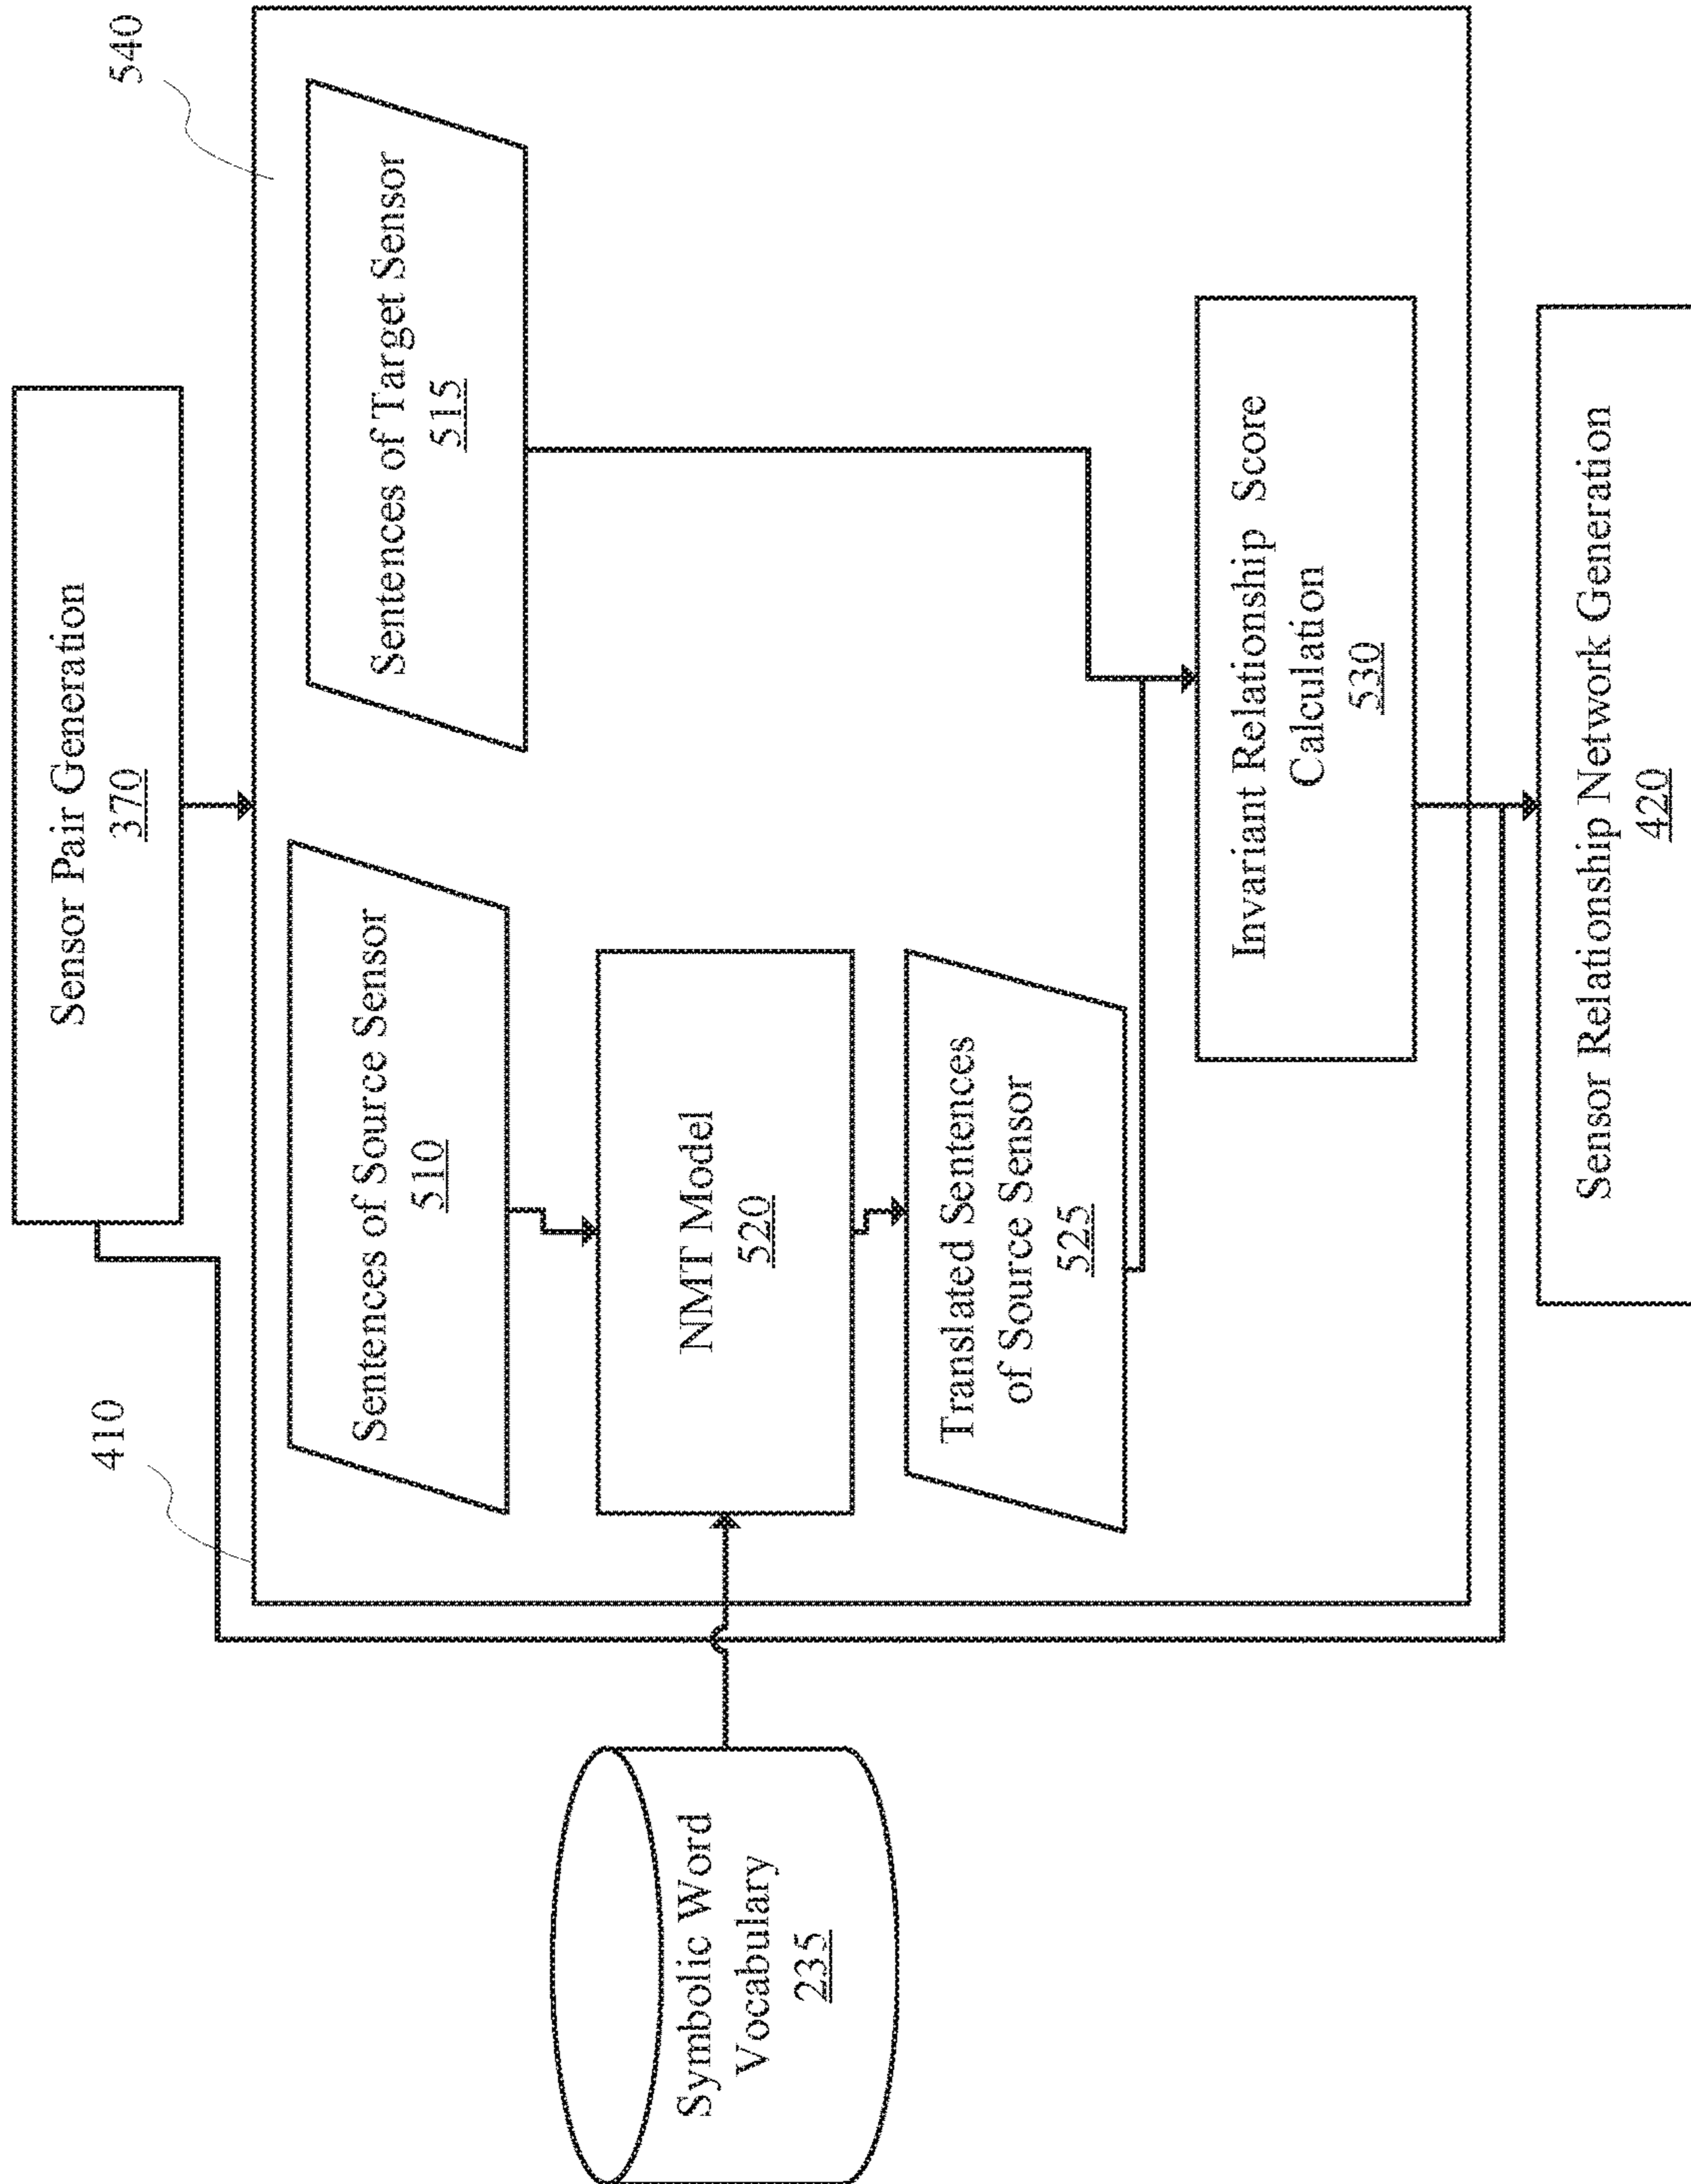 Sensor Pair Generation
370
410
540
Sentences of Source Sensor
510
Sentences of Target Sensor
515
Symbolic Word
Vocabulary
235
NMT Model
520
Translated Sentences
of Source Sensor
525
Invariant Relationship Score
Calculation
530
Sensor Relationship Network Generation
420